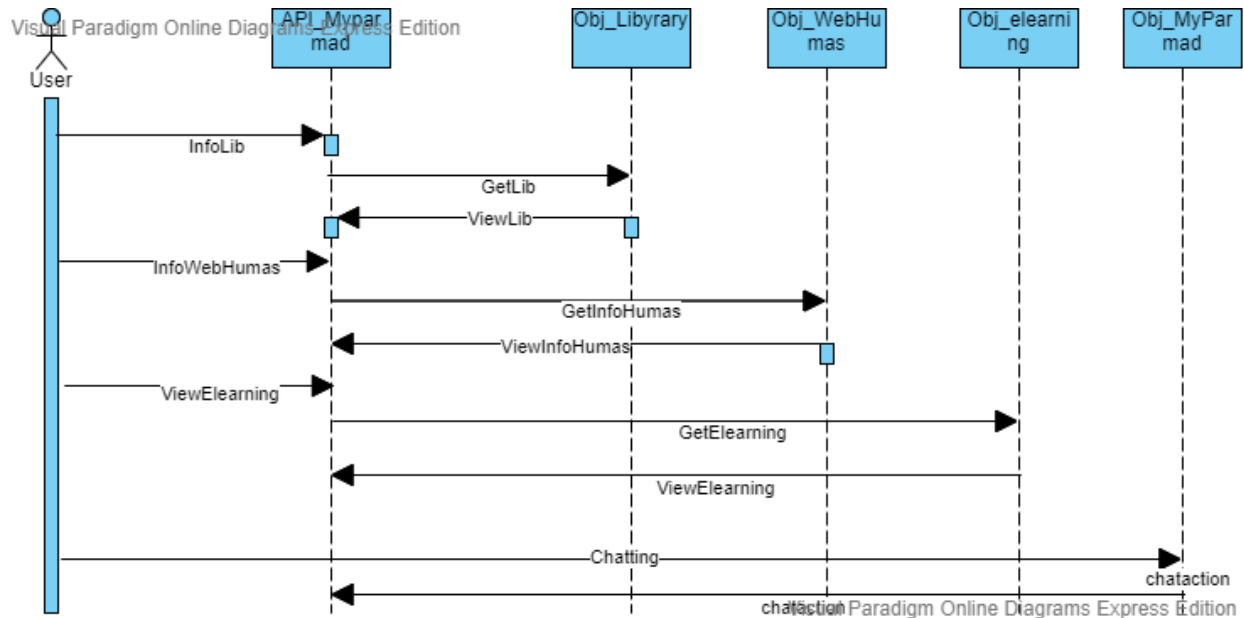 API_Mypar
mad
Obj_Libyrary
Obj_WebHu
mas
Obj_elearni
ng
Obj_MyPar
mad
Visual Paradigm Online Diagrams Express Edition
User
InfoLib
GetLib
ViewLib
InfoWebHumas
GetInfoHumas
ViewInfoHumas
ViewElearning
GetElearning
ViewElearning
Chatting
chataction
chataction
Visual Paradigm Online Diagrams Express Edition